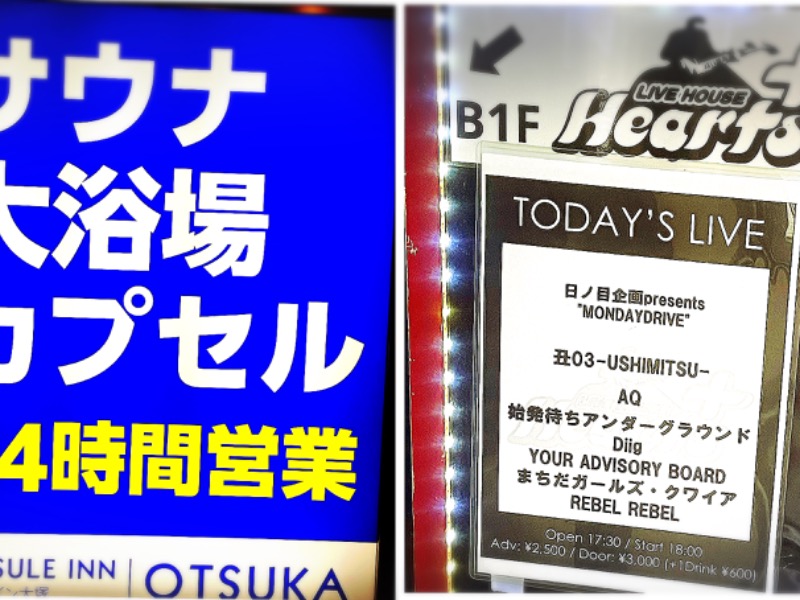 サウナ
大浴場
カプセル
4時間営業
SULE INN
OTSUKA
B1F
LIVE HOUSE
Hearts
TODAY'S LIVE
日ノ目企画presents
"MONDAYDRIVE"
丑03-USHIMITSU-
AQ
始発待ちアンダーグラウンド
Diig
YOUR ADVISORY BOARD
まちだガールズ・クワイア
REBEL REBEL
Open 17:30 / Start 18:00
Adv: ¥2,500 / Door: ¥3,000 (+1Drink ¥600)